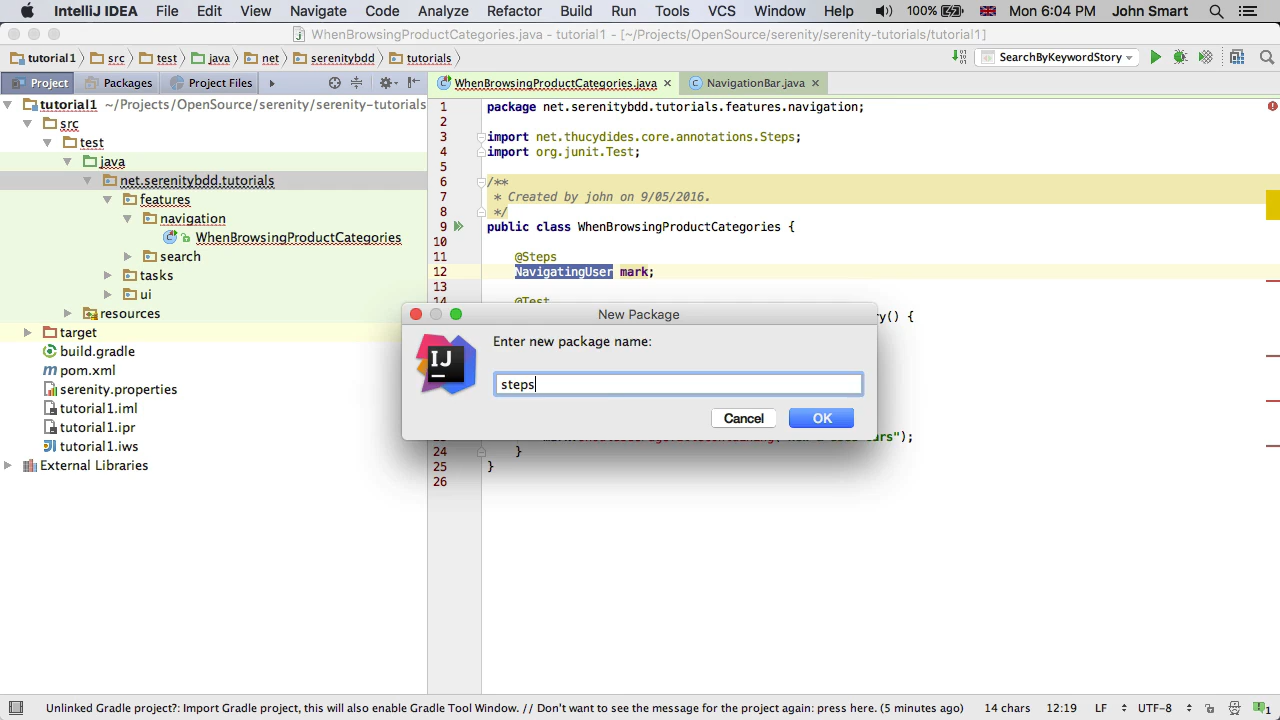 IntelliJ IDEA File Edit View Navigate Code Analyze Refactor Build Run Tools VCS Window Help 100% Mon 6:04 PM John Smart
WhenBrowsingProductCategories.java - tutorial1 - [~/Projects/OpenSource/serenity/serenity-tutorials/tutorial1]
tutorial1 src test java net serenitybdd tutorials SearchByKeywordStory
Project Packages Project Files WhenBrowsingProductCategories.java NavigationBar.java
tutorial1 ~/Projects/OpenSource/serenity/serenity-tutorials
src
test
java
net.serenitybdd.tutorials
features
navigation
WhenBrowsingProductCategories
search
tasks
ui
resources
target
build.gradle
pom.xml
serenity.properties
tutorial1.iml
tutorial1.ipr
tutorial1.iws
External Libraries
1 package net.serenitybdd.tutorials.features.navigation;
2
3 import net.thucydides.core.annotations.Steps;
4 import org.junit.Test;
5
6 /**
7 * Created by john on 9/05/2016.
8 */
9 public class WhenBrowsingProductCategories {
10
11 @Steps
12 NavigatingUser mark;
13
14 @Test
() {
ars");
24 }
25 }
26
New Package
Enter new package name:
steps
Cancel OK
IJ
Unlinked Gradle project?: Import Gradle project, this will also enable Gradle Tool Window. // Don't want to see the message for the project again: press here. (5 minutes ago) 14 chars 12:19 LF UTF-8 1